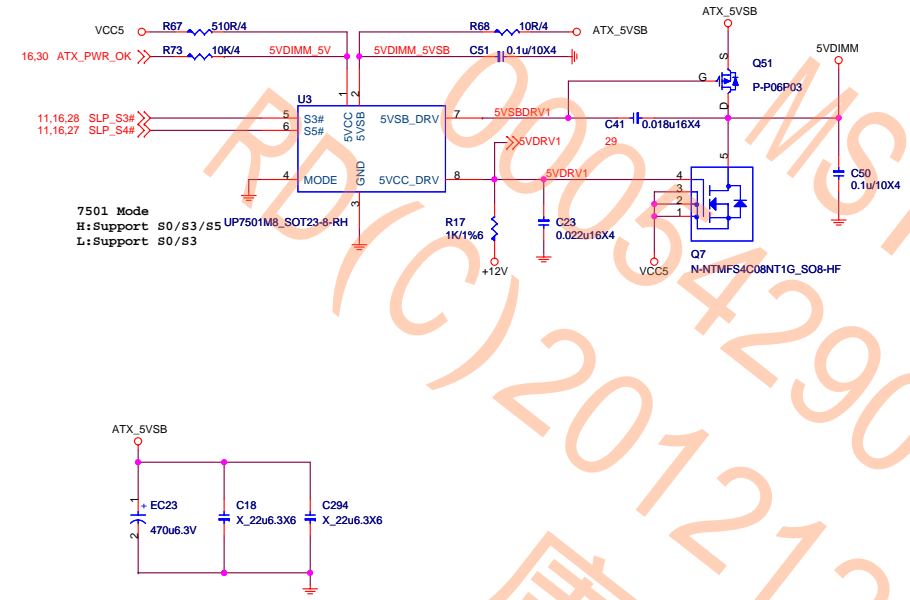 VCC5
R67
510R/4
R68
10R/4
ATX_5VSB
16,30 ATX_PWR_OK
R73
10K/4
5VDIMM_5V
5VDIMM_5VSB
C51
0.1u/10X4
ATX_5VSB
S
Q51
G
P-P06P03
D
5VDIMM
U3
1
2
11,16,28 SLP_S3#
5
S3#
11,16,27 SLP_S4#
6
S5#
5VCC
5VSB
5VSB_DRV
7
5VSBDRV1
C41
0.018u16X4
5VDRV1
29
4
MODE
GND
5VCC_DRV
8
5VDRV1
3
UP7501M8_SOT23-8-RH
7501 Mode
H:Support S0/S3/S5
L:Support S0/S3
R17
1K/1%6
+12V
C23
0.022u16X4
5
4
3
2
1
VCC5
Q7
N-NTMFS4C08NT1G_SO8-HF
C50
0.1u/10X4
ATX_5VSB
1
+
EC23
470u6.3V
2
C18
X_22u6.3X6
C294
X_22u6.3X6
MST
00034290
RD(C)201212